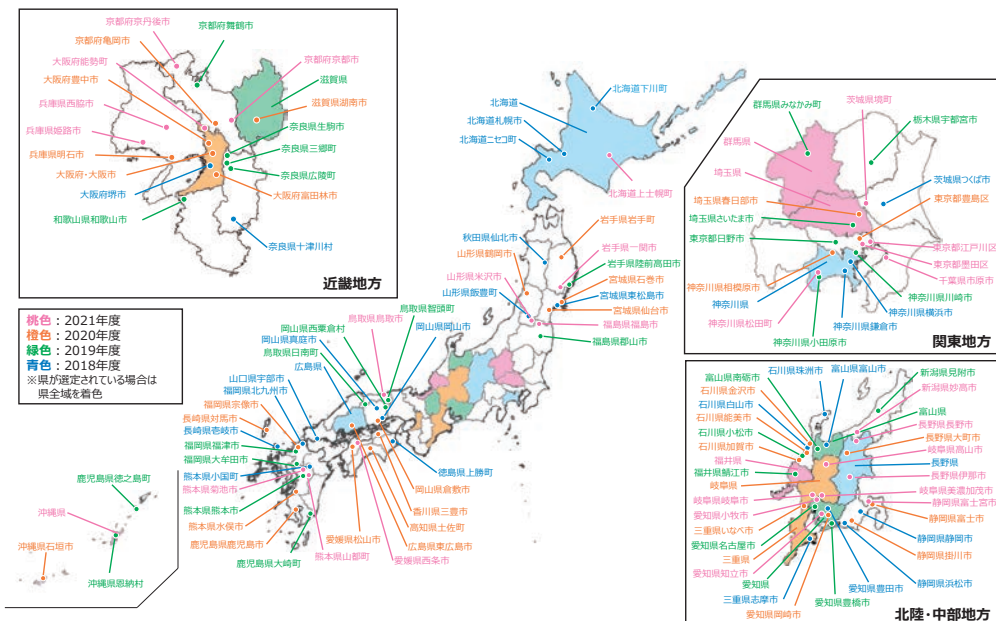 京都府京丹後市
京都府舞鶴市
京都府亀岡市
大阪府能勢町
京都府京都市
大阪府豊中市
滋賀県
兵庫県西脇市
滋賀県湖南市
兵庫県姫路市
奈良県生駒市
奈良県三郷町
兵庫県明石市
大阪府・大阪市
奈良県広陵町
大阪府堺市
大阪府富田林市
和歌山県和歌山市
奈良県十津川村
近畿地方
桃色：2021年度
橙色：2020年度
緑色：2019年度
青色：2018年度
※県が選定されている場合は
県全域を着色
北海道下川町
北海道
北海道札幌市
北海道ニセコ町
北海道上士幌町
岩手県岩手町
秋田県仙北市
岩手県一関市
山形県鶴岡市
岩手県陸前高田市
山形県米沢市
宮城県石巻市
山形県飯豊町
宮城県東松島市
宮城県仙台市
福島県福島市
福島県郡山市
鳥取県智頭町
鳥取県鳥取市
岡山県岡山市
岡山県西粟倉村
岡山県真庭市
鳥取県日南町
広島県
山口県宇部市
福岡県北九州市
福岡県宗像市
長崎県対馬市
長崎県壱岐市
福岡県福津市
福岡県大牟田市
熊本県小国町
熊本県菊池市
熊本県熊本市
熊本県水俣市
鹿児島県鹿児島市
鹿児島県大崎町
熊本県山都町
愛媛県松山市
愛媛県西条市
広島県東広島市
高知県土佐町
香川県三豊市
岡山県倉敷市
徳島県上勝町
鹿児島県徳之島町
沖縄県
沖縄県石垣市
沖縄県恩納村
群馬県みなかみ町
茨城県境町
栃木県宇都宮市
群馬県
埼玉県
茨城県つくば市
埼玉県春日部市
東京都豊島区
埼玉県さいたま市
東京都日野市
東京都江戸川区
東京都墨田区
神奈川県相模原市
千葉県市原市
神奈川県
神奈川県川崎市
神奈川県松田町
神奈川県横浜市
神奈川県鎌倉市
神奈川県小田原市
関東地方
石川県珠洲市
富山県富山市
富山県南砺市
新潟県見附市
石川県金沢市
新潟県妙高市
石川県白山市
富山県
石川県能美市
長野県長野市
石川県小松市
長野県大町市
石川県加賀市
岐阜県高山市
福井県
長野県
福井県鯖江市
長野県伊那市
岐阜県
岐阜県美濃加茂市
岐阜県岐阜市
静岡県富士宮市
愛知県小牧市
静岡県富士市
三重県いなべ市
静岡県静岡市
愛知県名古屋市
三重県
静岡県掛川市
愛知県知立市
愛知県
静岡県浜松市
愛知県豊田市
三重県志摩市
愛知県豊橋市
愛知県岡崎市
北陸・中部地方